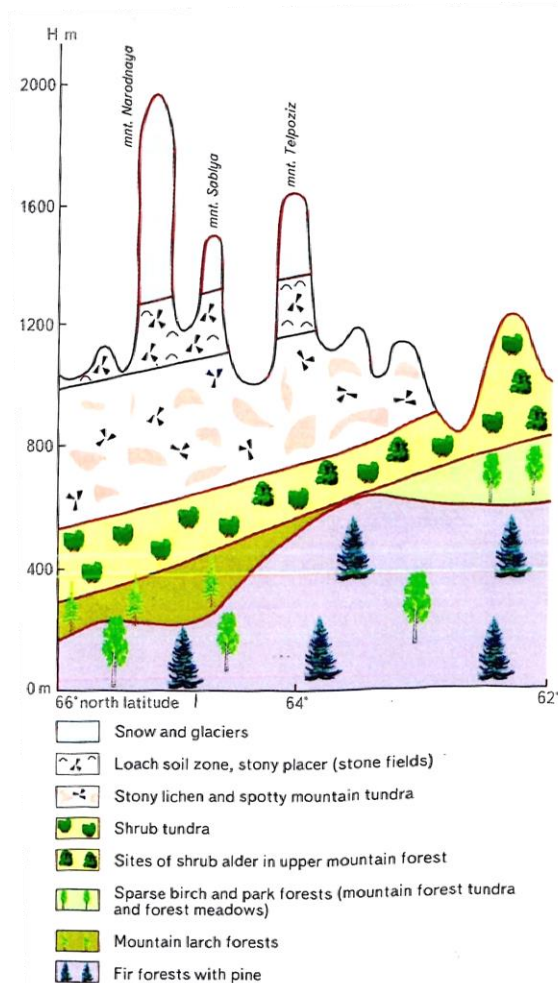 H m
2000
1600
1200
800
400
0 m
mnt. Narodnaya
mnt. Sablya
mnt. Telpoziz
66° north latitude
64°
62°
Snow and glaciers
Loach soil zone, stony placer (stone fields)
Stony lichen and spotty mountain tundra
Shrub tundra
Sites of shrub alder in upper mountain forest
Sparse birch and park forests (mountain forest tundra
and forest meadows)
Mountain larch forests
Fir forests with pine